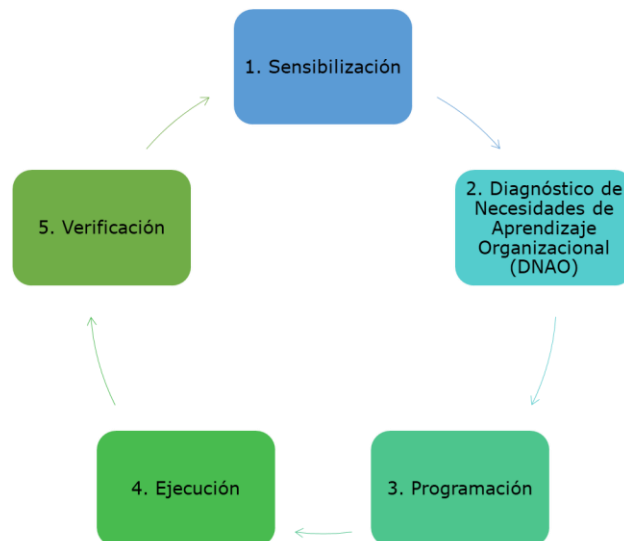 1. Sensibilización
2. Diagnóstico de
Necesidades de
Aprendizaje
Organizacional
(DNAO)
3. Programación
4. Ejecución
5. Verificación